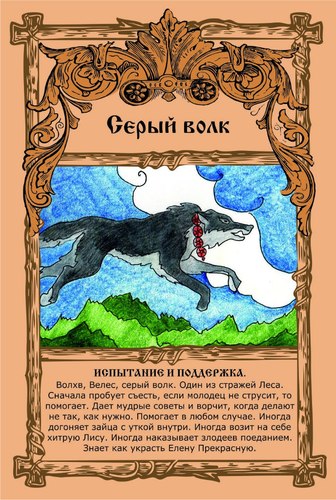 Серый волк
ИСПЫТАНИЕ И ПОДДЕРЖКА.
Волхв, Велес, серый волк. Один из стражей Леса.
Сначала пробует съесть, если молодец не струсит, то
помогает. Дает мудрые советы и ворчит, когда делают
не так, как нужно. Помогает в любом случае. Иногда
догоняет зайца с уткой внутри. Иногда возит на себе
хитрую Лису. Иногда наказывает злодеев поеданием.
Знает как украсть Елену Прекрасную.